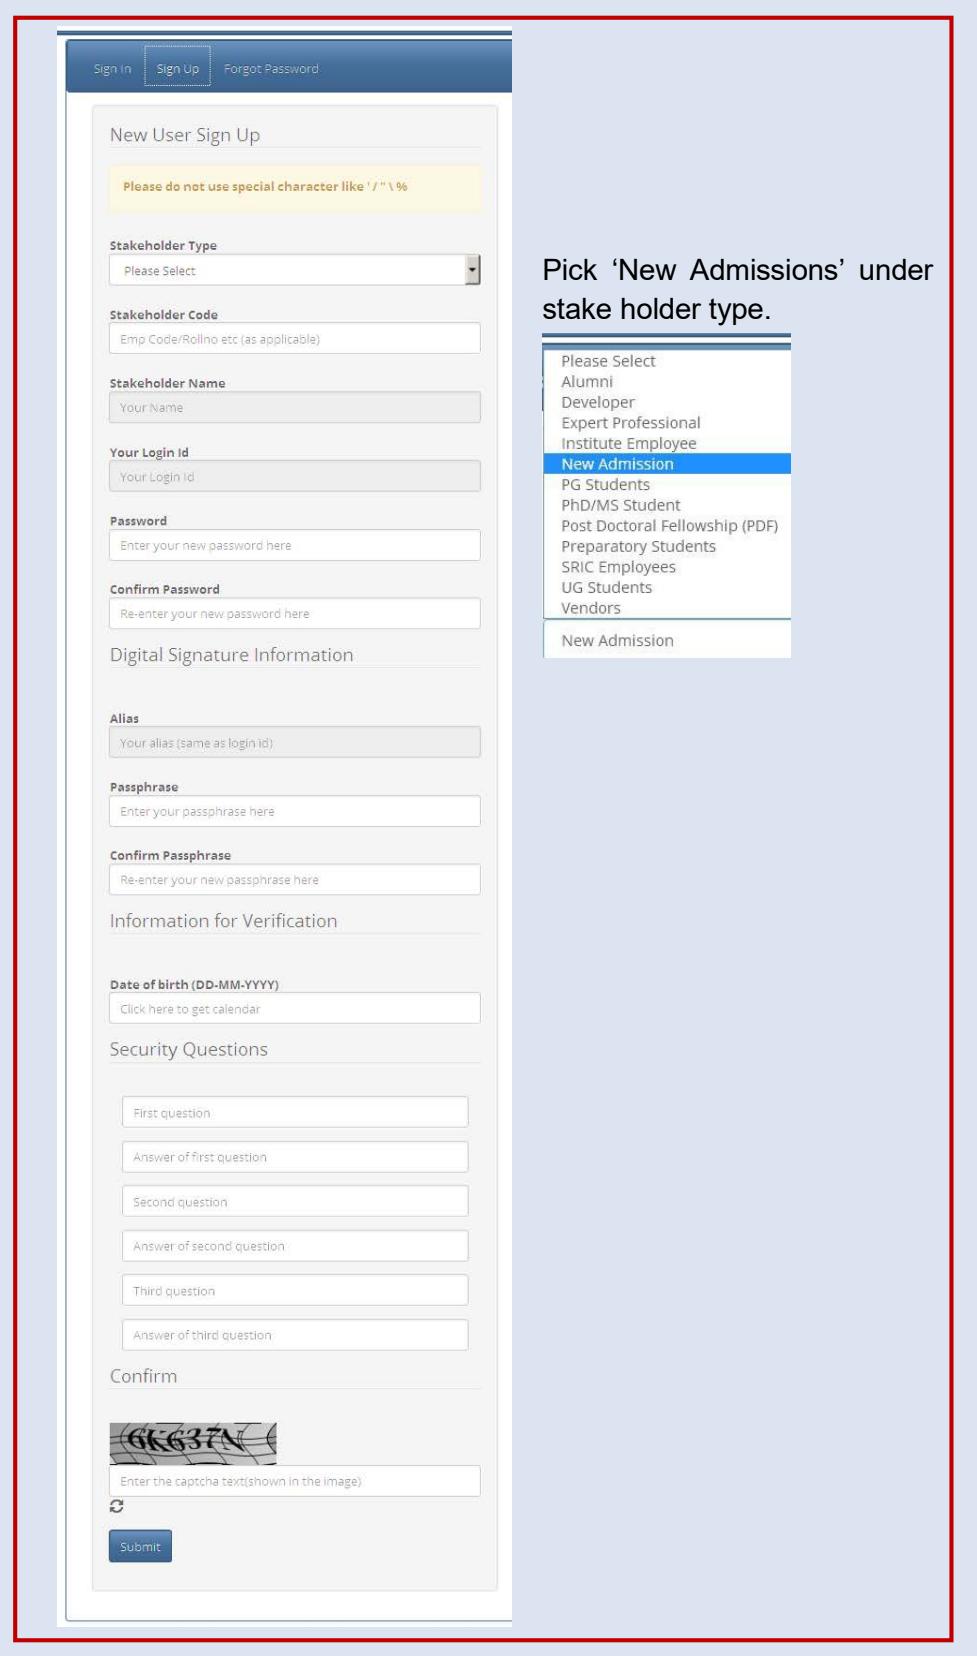 Sign In Sign Up Forgot Password
New User Sign Up
Please do not use special character like ' / " \ %
Stakeholder Type
Please Select
Stakeholder Code
Emp Code/Rollno etc (as applicable)
Stakeholder Name
Your Name
Your Login Id
Your Login Id
Password
Enter your new password here
Confirm Password
Re-enter your new password here
Digital Signature Information
Alias
Your alias (same as login id)
Passphrase
Enter your passphrase here
Confirm Passphrase
Re-enter your new passphrase here
Information for Verification
Date of birth (DD-MM-YYYY)
Click here to get calendar
Security Questions
First question
Answer of first question
Second question
Answer of second question
Third question
Answer of third question
Confirm
6K637N
Enter the captcha text(shown in the image)
Submit
Pick ‘New Admissions’ under
stake holder type.
Please Select
Alumni
Developer
Expert Professional
Institute Employee
New Admission
PG Students
PhD/MS Student
Post Doctoral Fellowship (PDF)
Preparatory Students
SRIC Employees
UG Students
Vendors
New Admission